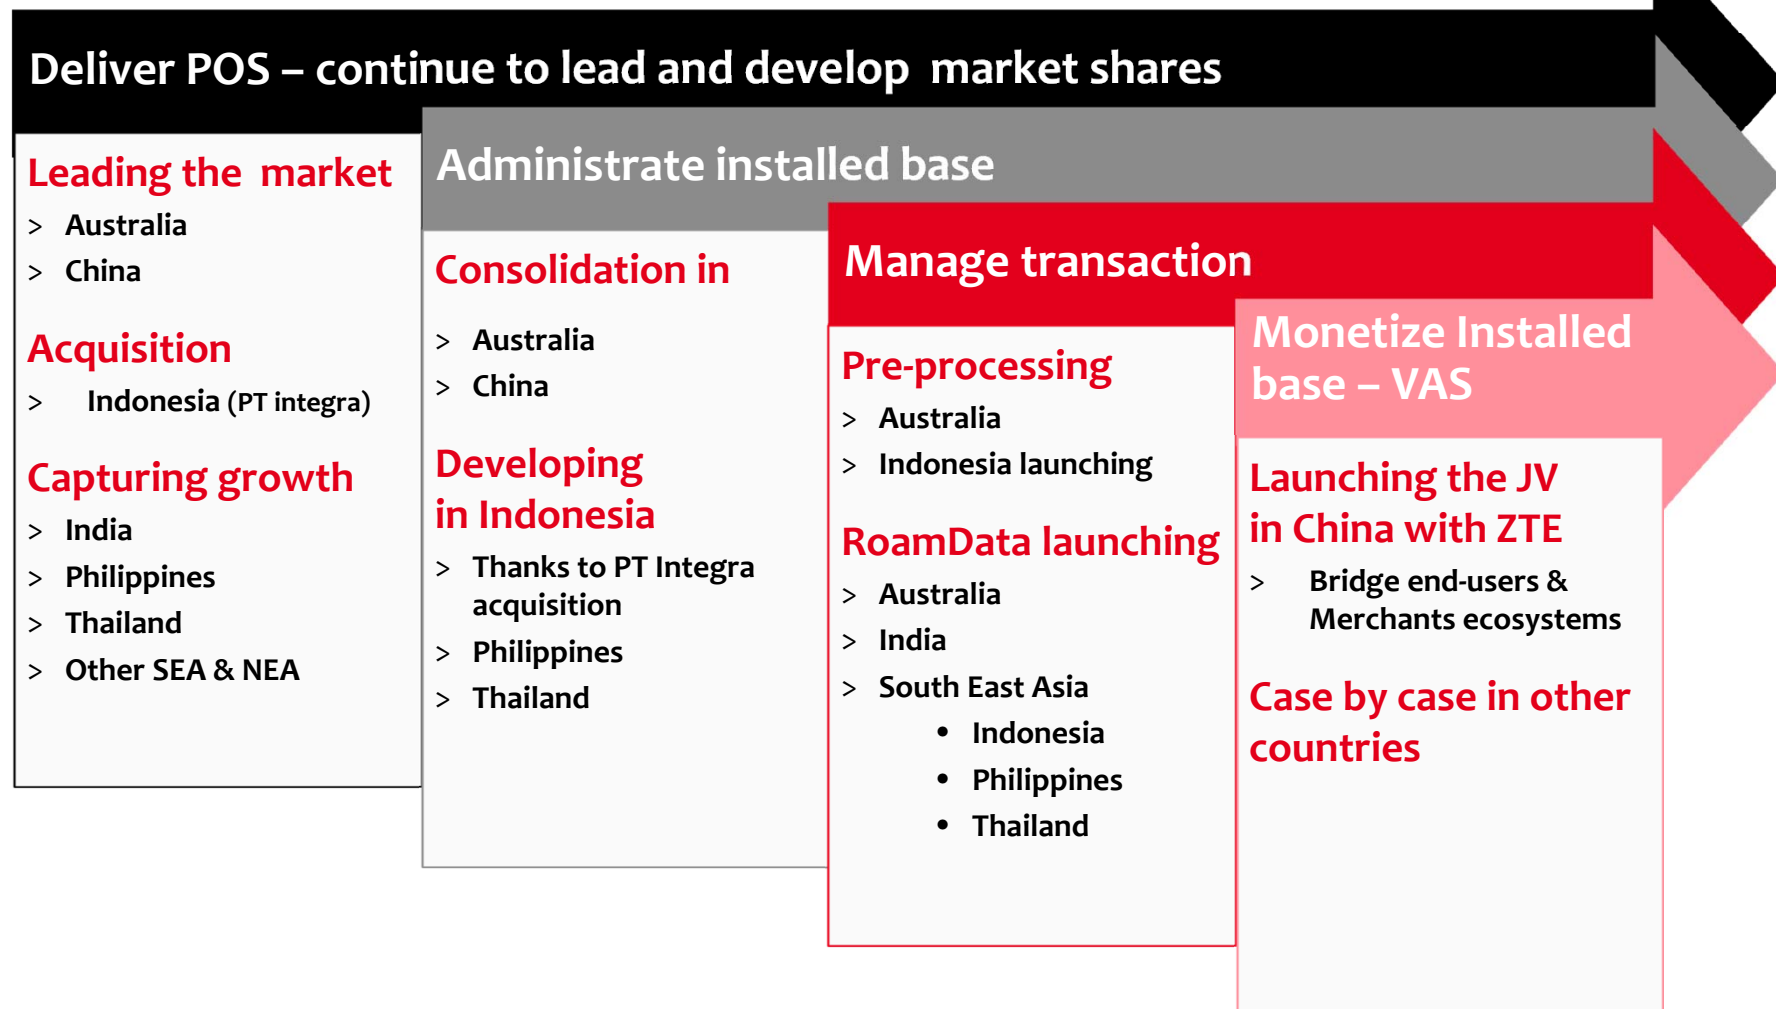 Deliver POS – continue to lead and develop market shares
Leading the market
> Australia
> China
Acquisition
> Indonesia (PT integra)
Capturing growth
> India
> Philippines
> Thailand
> Other SEA & NEA
Administrate installed base
Consolidation in
> Australia
> China
Developing
in Indonesia
> Thanks to PT Integra
acquisition
> Philippines
> Thailand
Manage transaction
Pre-processing
> Australia
> Indonesia launching
RoamData launching
> Australia
> India
> South East Asia
• Indonesia
• Philippines
• Thailand
Monetize Installed
base – VAS
Launching the JV
in China with ZTE
> Bridge end-users &
Merchants ecosystems
Case by case in other
countries